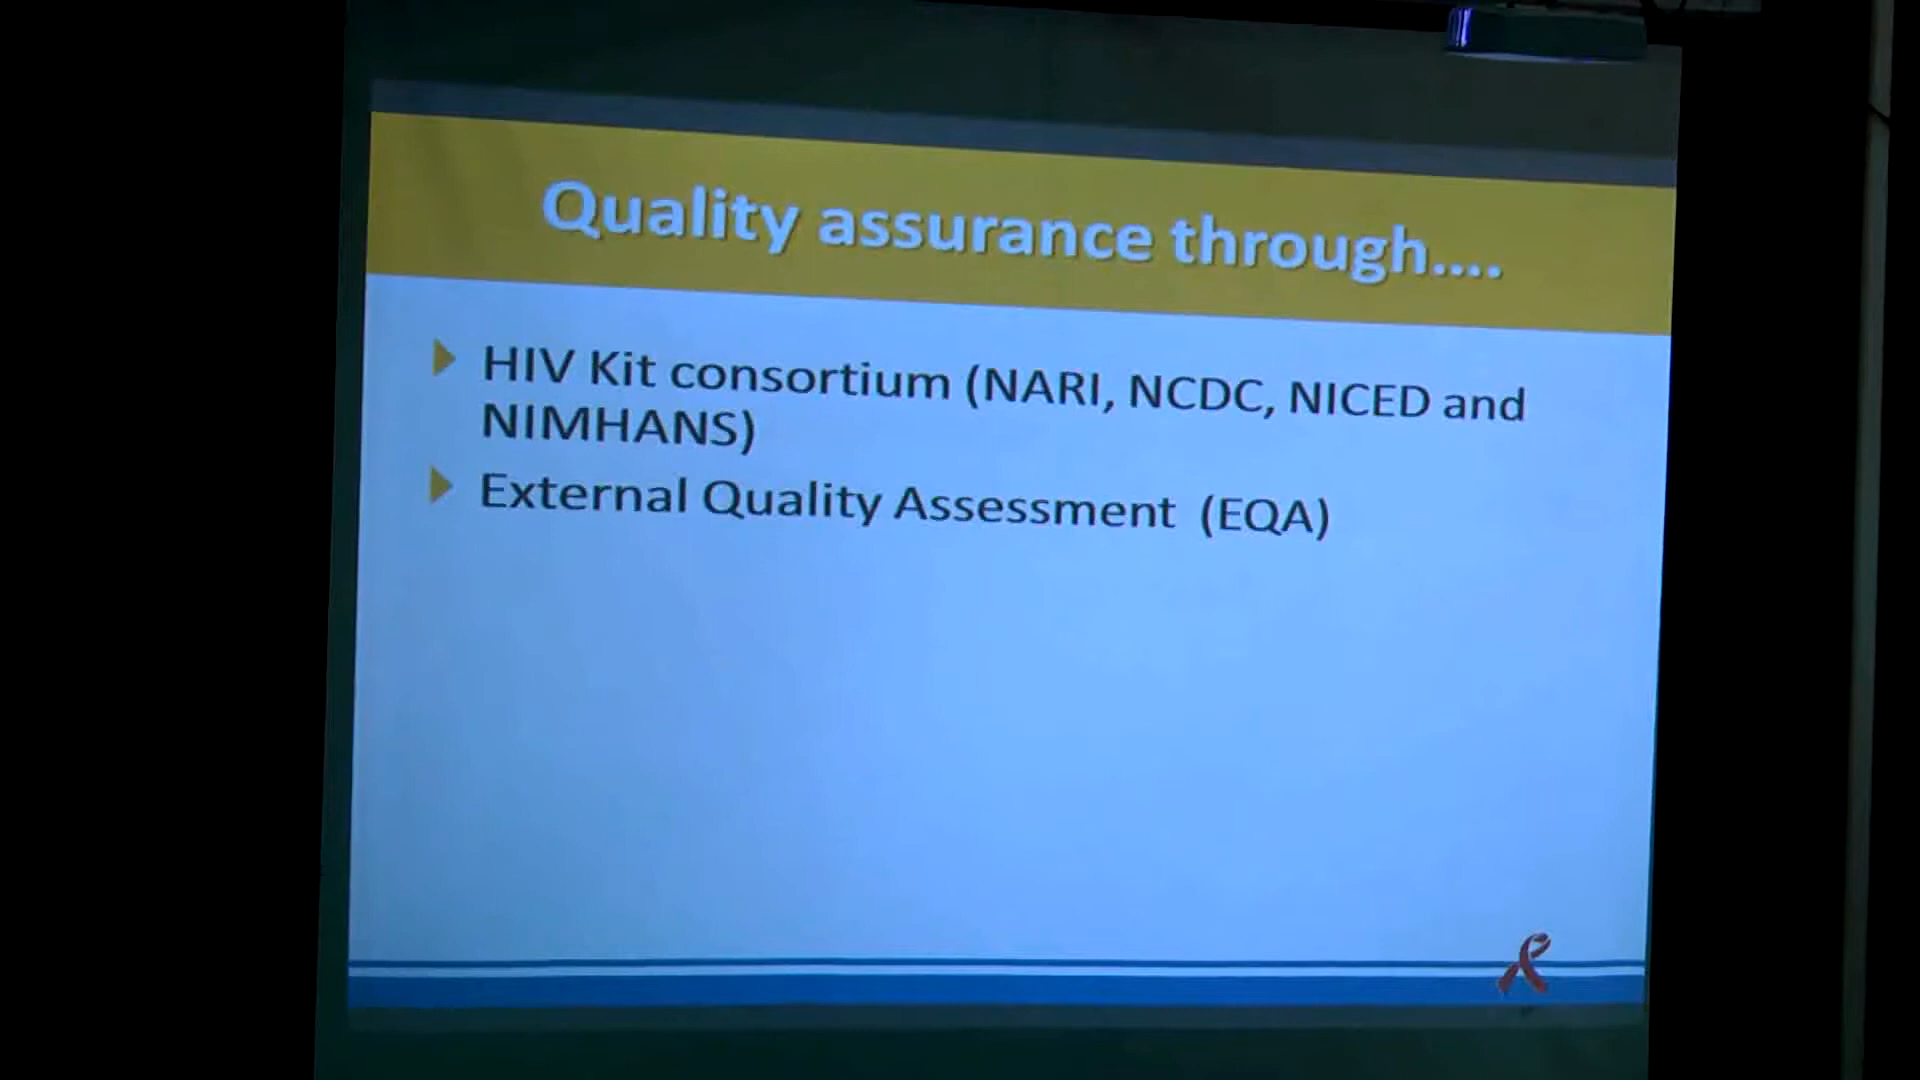 Quality assurance through....
HIV Kit consortium (NARI, NCDC, NICED and
NIMHANS)
External Quality Assessment (EQA)